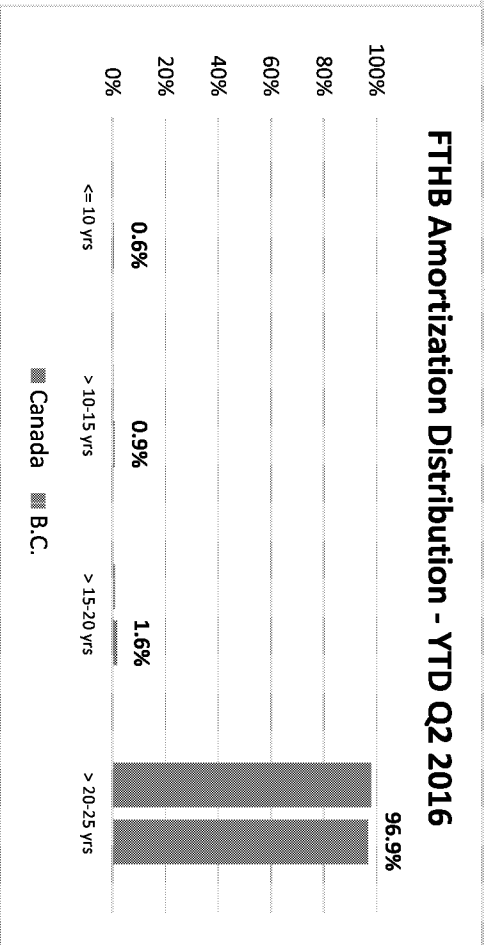 FTHB Amortization Distribution - YTD Q2 2016
100%
80%
60%
40%
20%
0%
0.6%
0.9%
1.6%
96.9%
<= 10 yrs
> 10-15 yrs
> 15-20 yrs
> 20-25 yrs
Canada B.C.